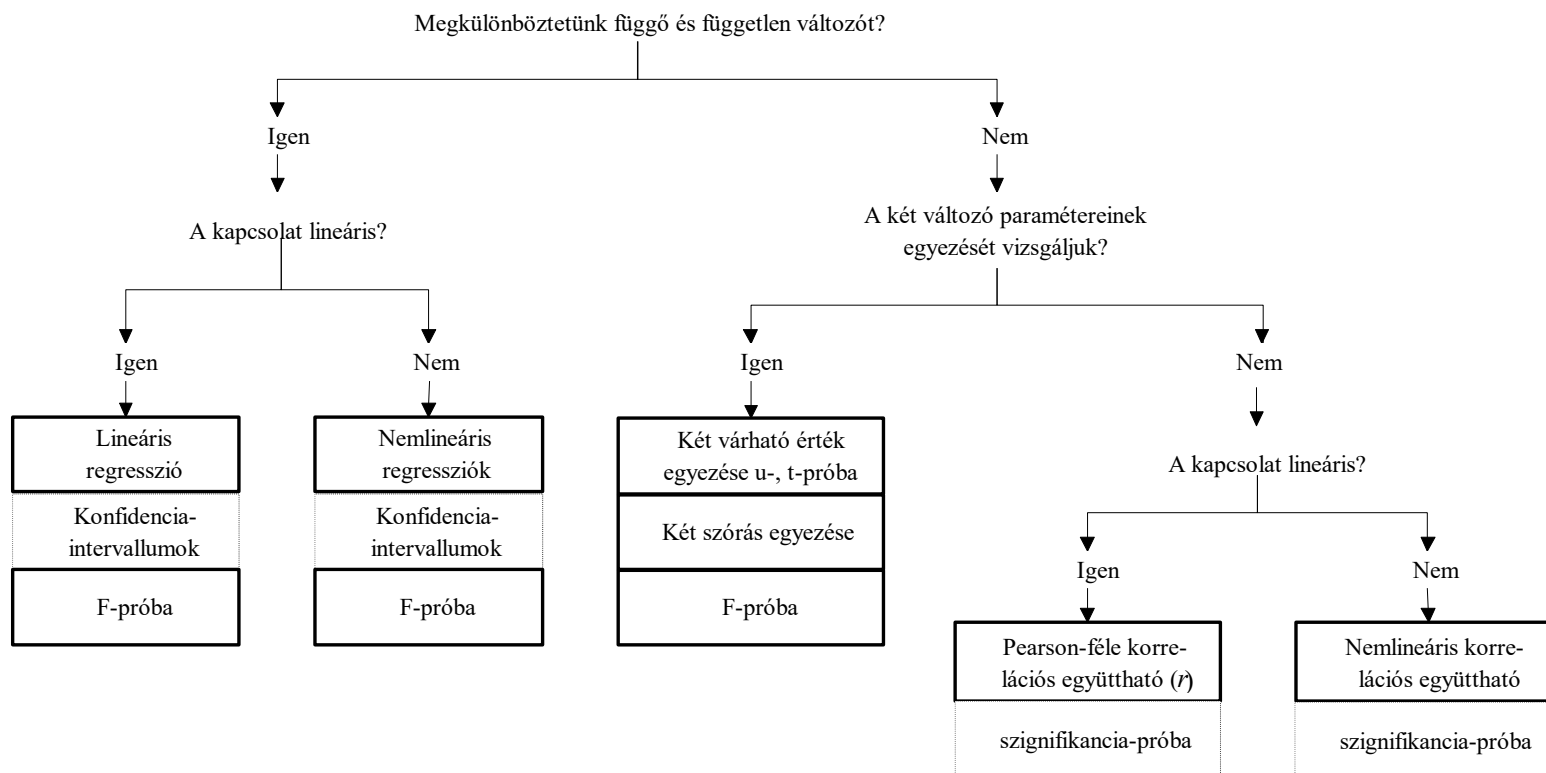 Megkülönböztetünk függő és független változót?
Igen
Nem
A kapcsolat lineáris?
A két változó paramétereinek
egyezését vizsgáljuk?
Igen
Nem
Igen
Nem
Lineáris
regresszió
Konfidencia-
intervallumok
F-próba
Nemlineáris
regressziók
Konfidencia-
intervallumok
F-próba
Két várható érték
egyezése u-, t-próba
Két szórás egyezése
F-próba
A kapcsolat lineáris?
Igen
Nem
Pearson-féle korre-
lációs együttható (r)
szignifikancia-próba
Nemlineáris korre-
lációs együttható
szignifikancia-próba